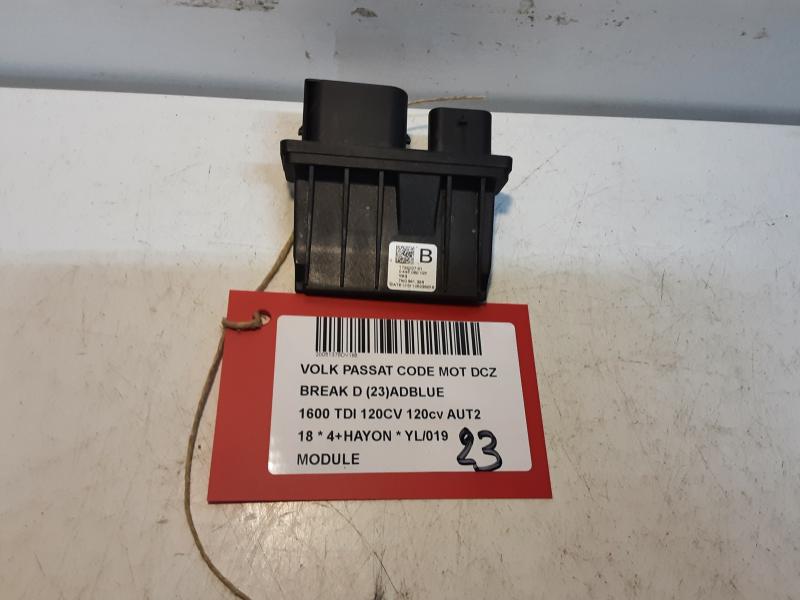 B
VOLK PASSAT CODE MOT DCZ
BREAK D (23)ADBLUE
1600 TDI 120CV 120cv AUT2
18 * 4+HAYON * YL/019
MODULE
23